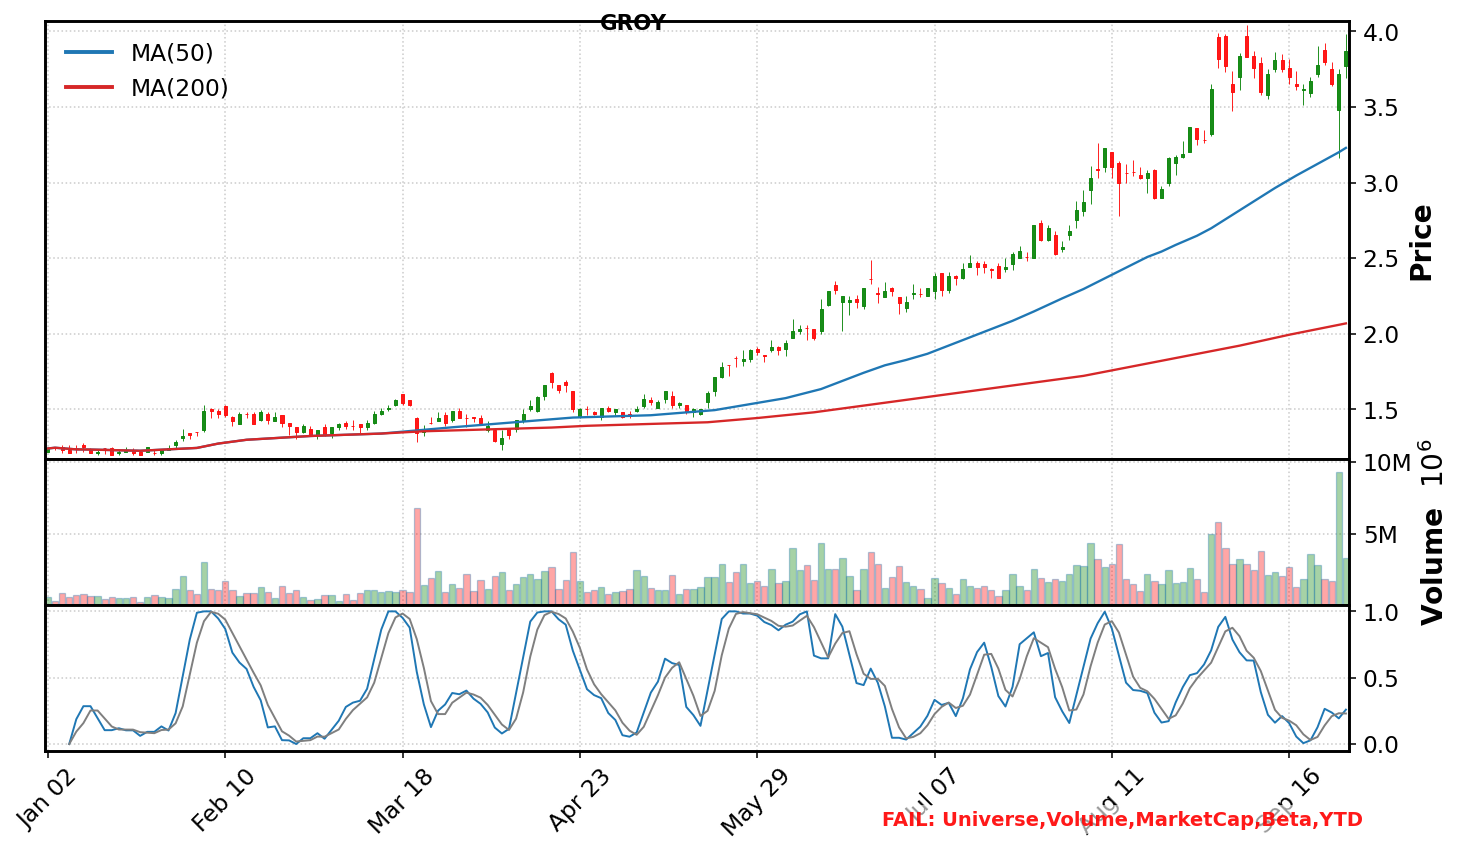 GROY
MA(50)
MA(200)
4.0
3.5
3.0
2.5
2.0
1.5
Price
10M
5M
Volume 10^6
1.0
0.5
0.0
Jan 02
Feb 10
Mar 18
Apr 23
May 29
Jul 07
Aug 11
Sep 16
FAIL: Universe,Volume,MarketCap,Beta,YTD